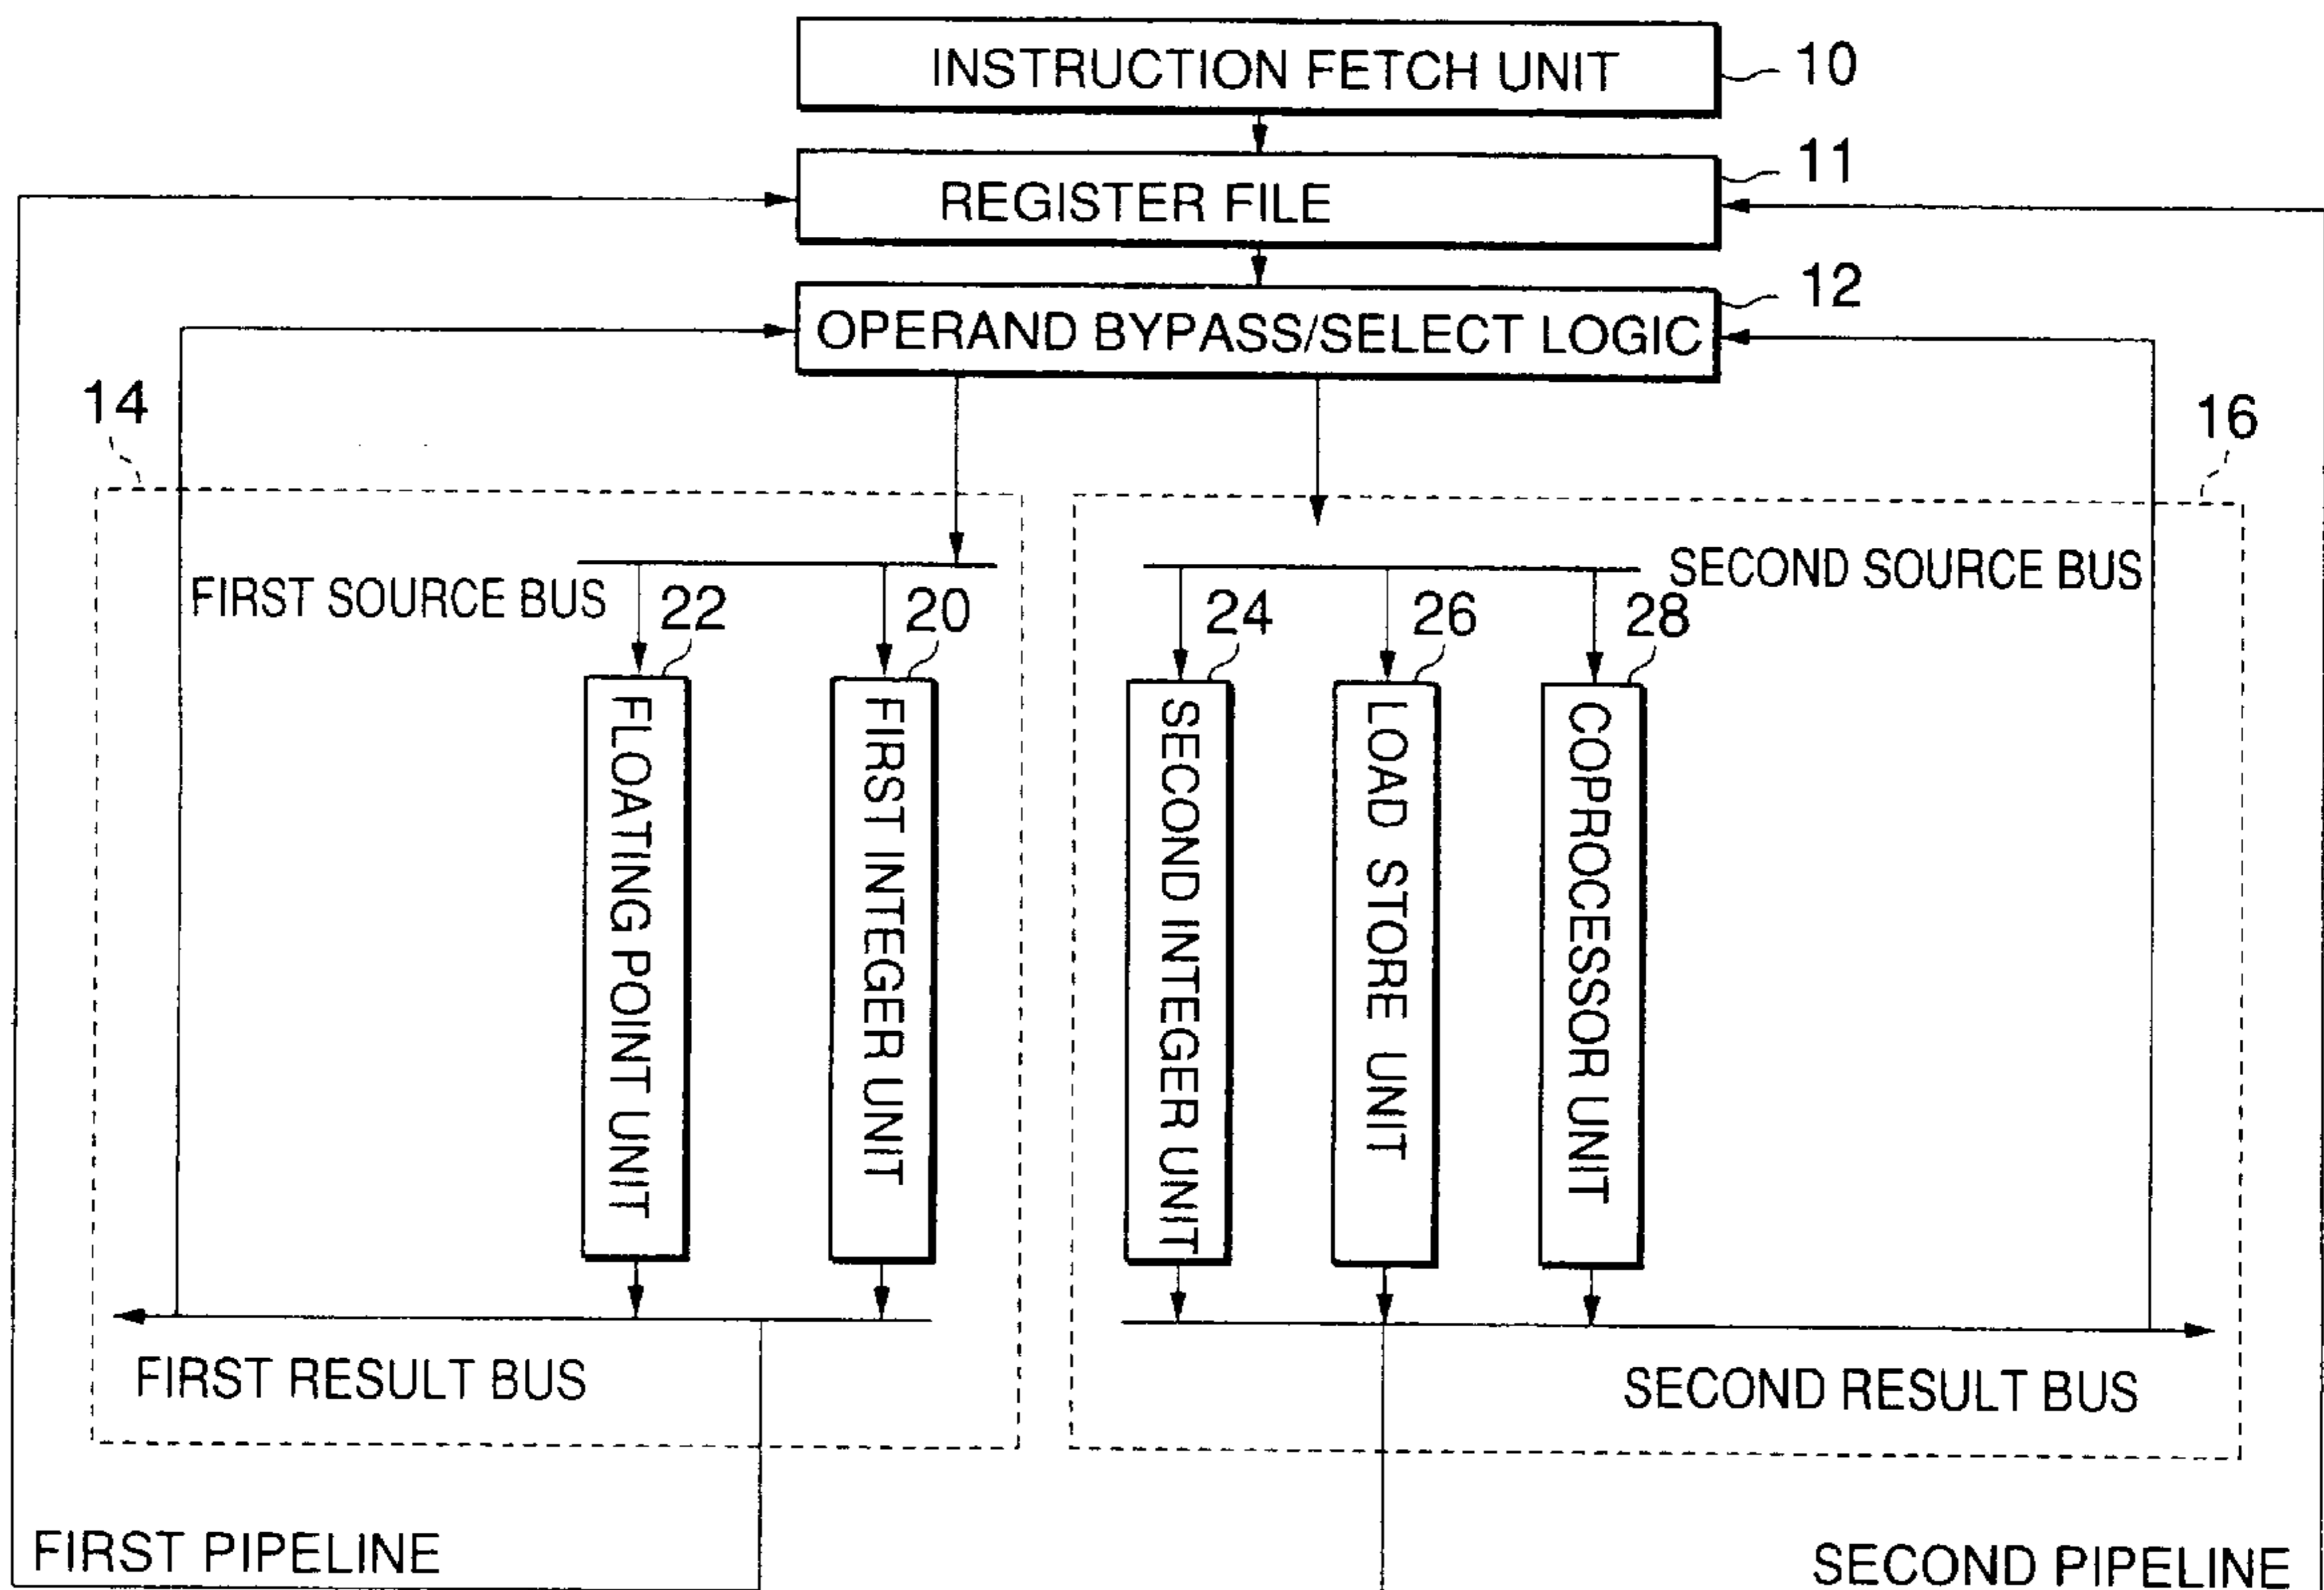 INSTRUCTION FETCH UNIT
10
REGISTER FILE
11
OPERAND BYPASS/SELECT LOGIC
12
14
16
FIRST SOURCE BUS
22
20
24
26
28
SECOND SOURCE BUS
FLOATING POINT UNIT
FIRST INTEGER UNIT
SECOND INTEGER UNIT
LOAD STORE UNIT
COPROCESSOR UNIT
FIRST RESULT BUS
SECOND RESULT BUS
FIRST PIPELINE
SECOND PIPELINE